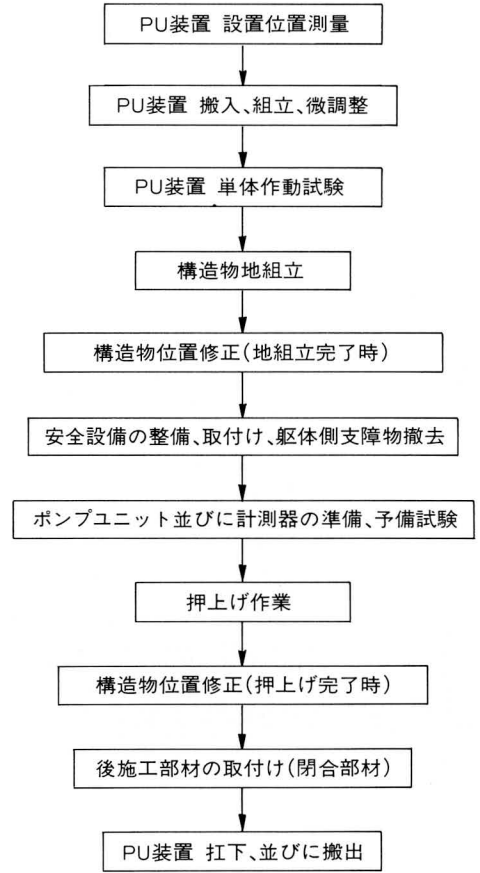 PU装置 設置位置測量
PU装置 搬入、組立、微調整
PU装置 単体作動試験
構造物地組立
構造物位置修正(地組立完了時)
安全設備の整備、取付け、躯体側支障物撤去
ポンプユニット並びに計測器の準備、予備試験
押上げ作業
構造物位置修正(押上げ完了時)
後施工部材の取付け(閉合部材)
PU装置 扛下、並びに搬出